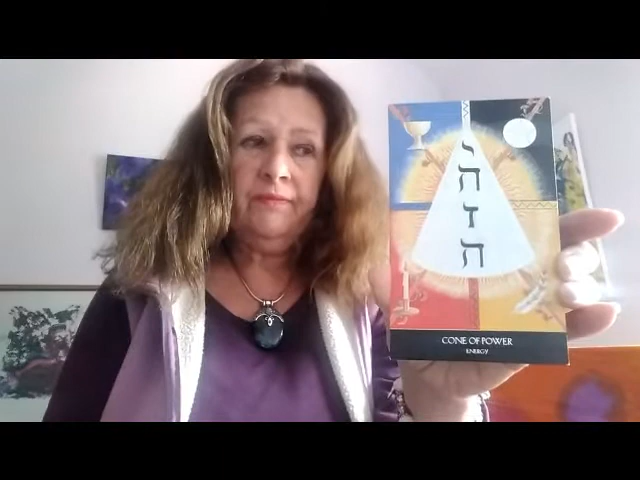 י
ה
ו
ה
CONE OF POWER
ENERGY